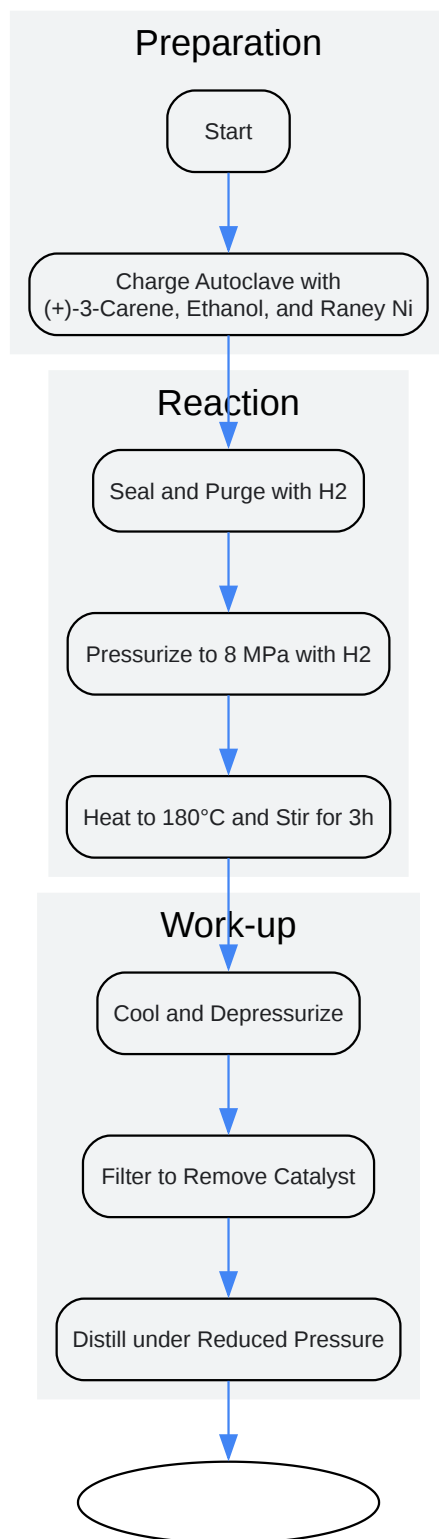 Preparation
Start
Charge Autoclave with
(+)-3-Carene, Ethanol, and Raney Ni
Reaction
Seal and Purge with H2
Pressurize to 8 MPa with H2
Heat to 180°C and Stir for 3h
Work-up
Cool and Depressurize
Filter to Remove Catalyst
Distill under Reduced Pressure